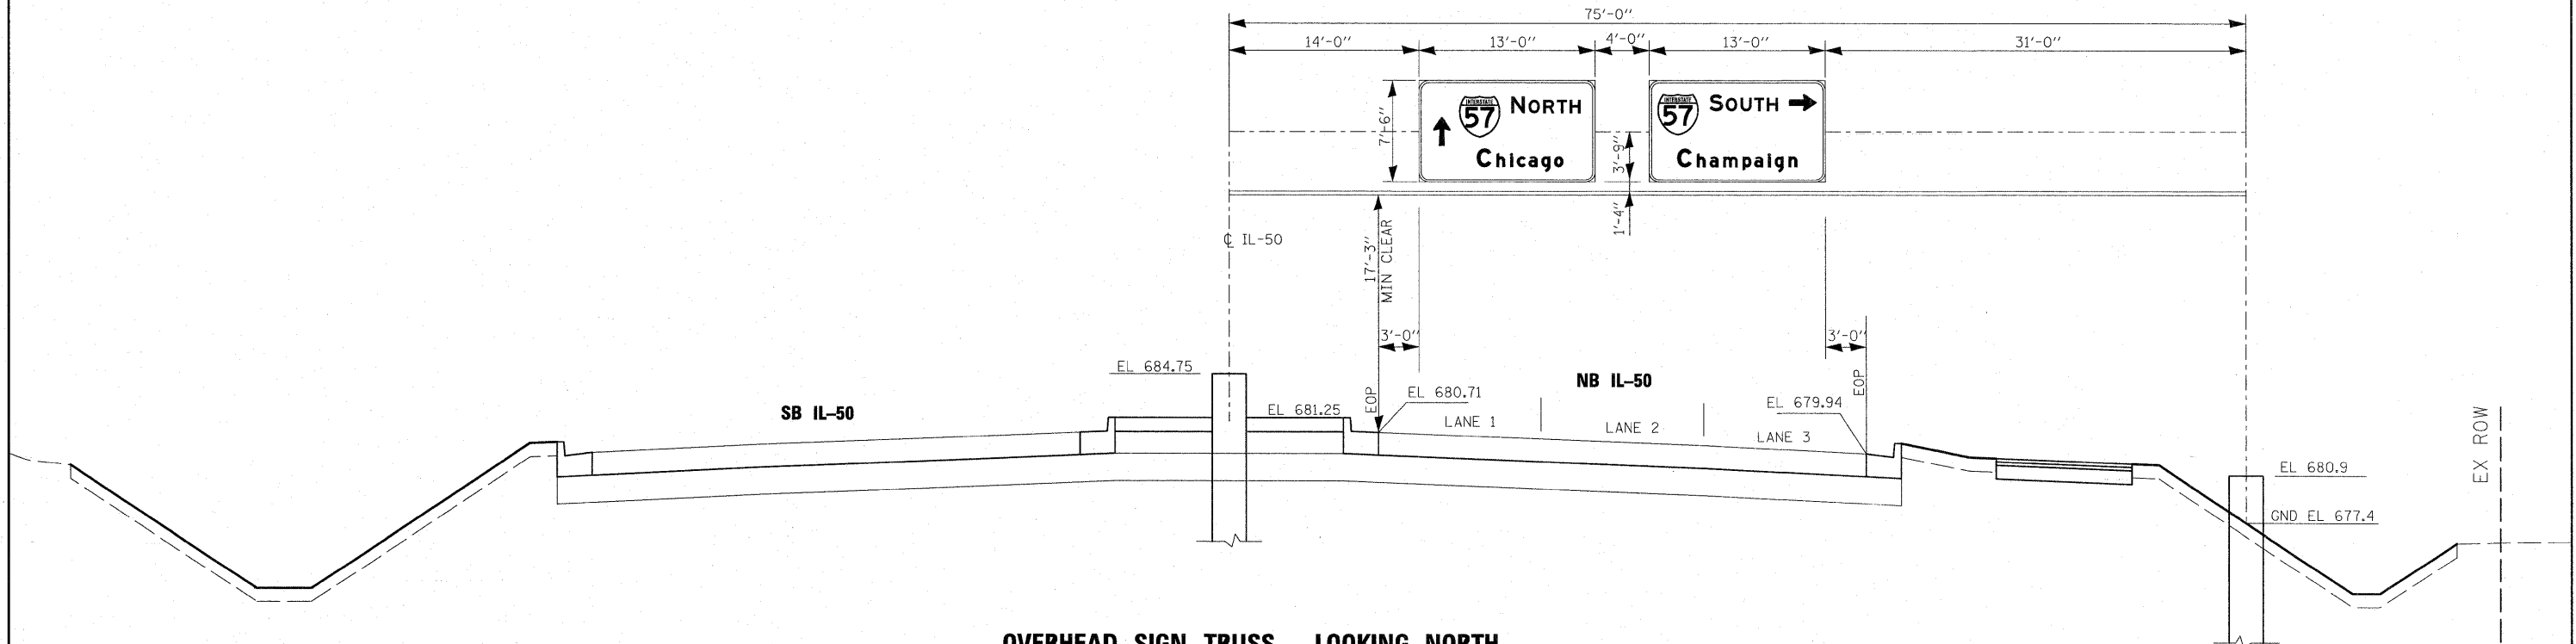 75'-0"
14'-0" 13'-0" 4'-0" 13'-0" 31'-0"
7'-6"
INTERSTATE
57 NORTH
Chicago
INTERSTATE
57 SOUTH
Champaign
3'-9"
1'-4"
℄ IL-50
17'-3"
MIN CLEAR
3'-0" 3'-0"
EL 684.75
SB IL-50
EL 681.25
EOP
EL 680.71
NB IL-50
EL 679.94
EOP
LANE 1
LANE 2
LANE 3
EX ROW
EL 680.9
GND EL 677.4
OVERHEAD SIGN TRUSS - LOOKING NORTH